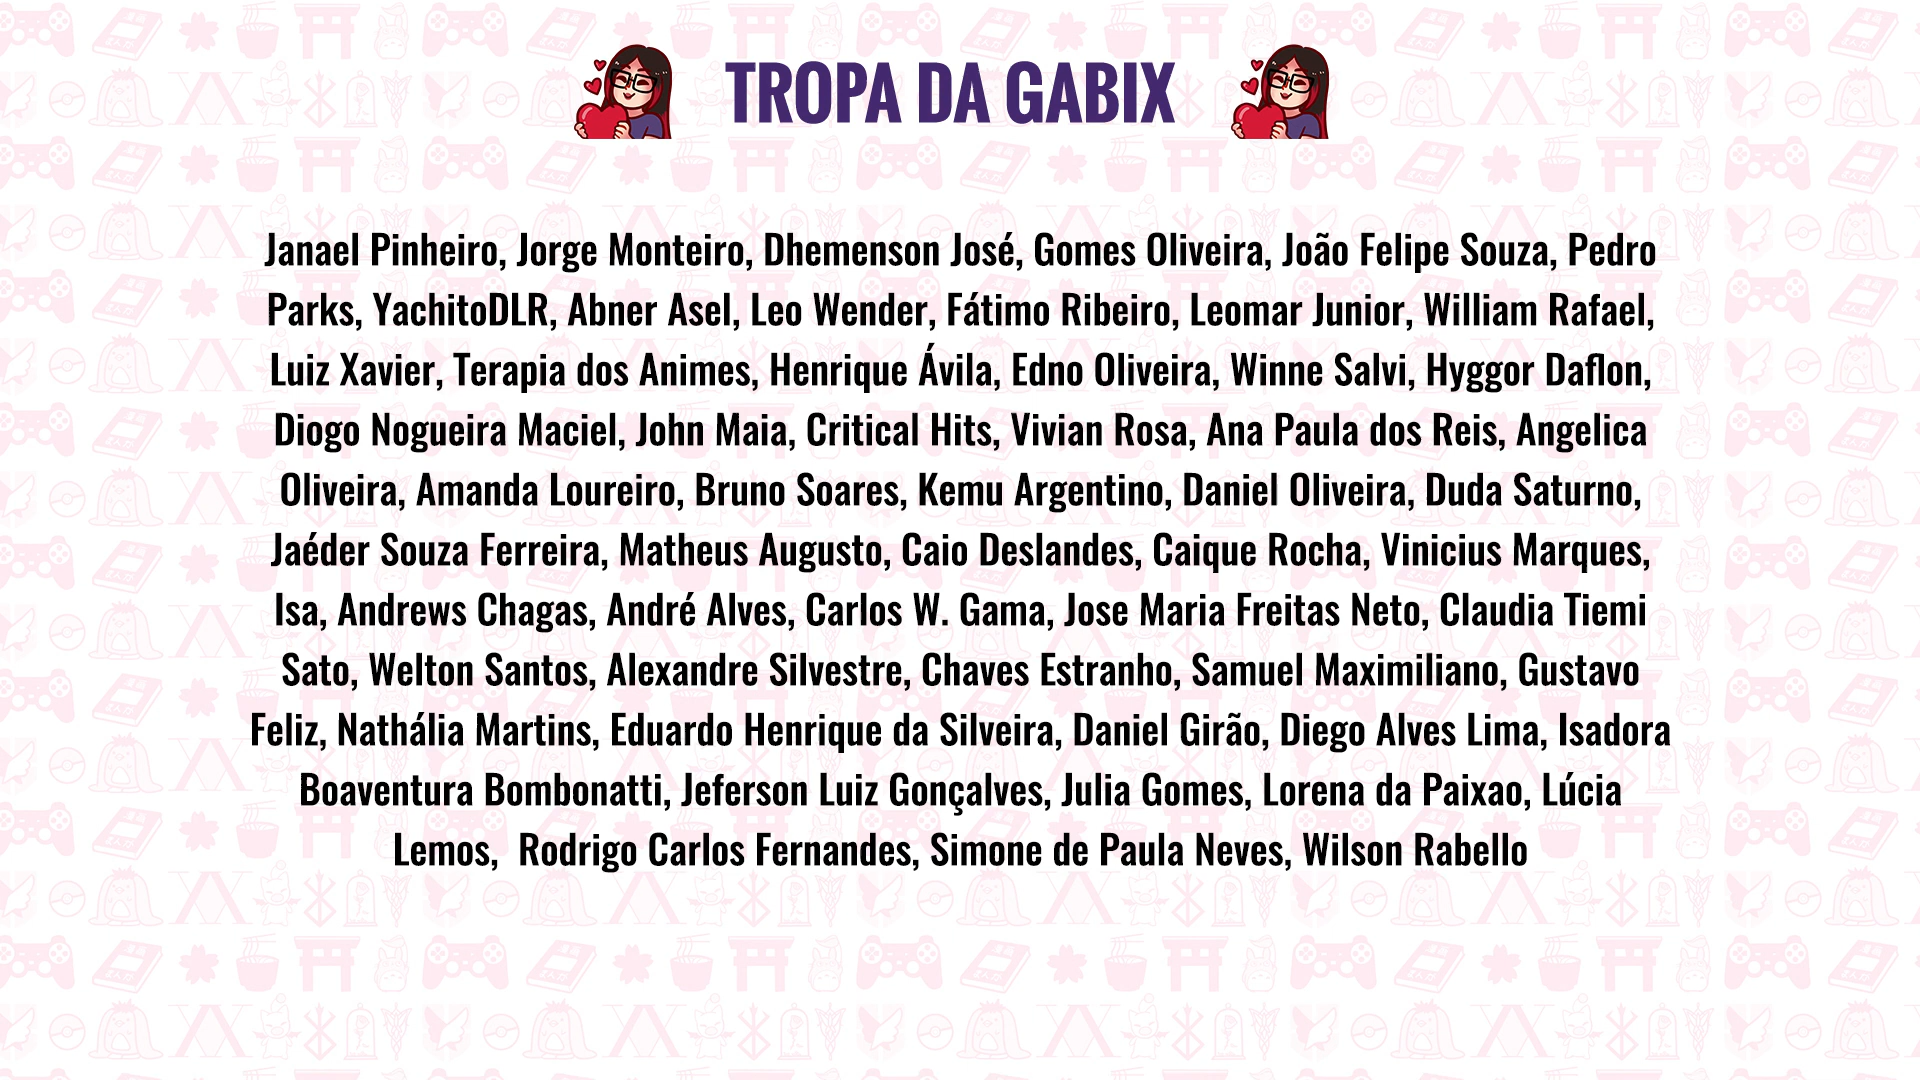 TROPA DA GABIX
Janael Pinheiro, Jorge Monteiro, Dhemenson José, Gomes Oliveira, João Felipe Souza, Pedro
Parks, YachitoDLR, Abner Asel, Leo Wender, Fátimo Ribeiro, Leomar Junior, William Rafael,
Luiz Xavier, Terapia dos Animes, Henrique Ávila, Edno Oliveira, Winne Salvi, Hyggor Daflon,
Diogo Nogueira Maciel, John Maia, Critical Hits, Vivian Rosa, Ana Paula dos Reis, Angelica
Oliveira, Amanda Loureiro, Bruno Soares, Kemu Argentino, Daniel Oliveira, Duda Saturno,
Jaéder Souza Ferreira, Matheus Augusto, Caio Deslandes, Caique Rocha, Vinicius Marques,
Isa, Andrews Chagas, André Alves, Carlos W. Gama, Jose Maria Freitas Neto, Claudia Tiemi
Sato, Welton Santos, Alexandre Silvestre, Chaves Estranho, Samuel Maximiliano, Gustavo
Feliz, Nathália Martins, Eduardo Henrique da Silveira, Daniel Girão, Diego Alves Lima, Isadora
Boaventura Bombonatti, Jeferson Luiz Gonçalves, Julia Gomes, Lorena da Paixao, Lúcia
Lemos,  Rodrigo Carlos Fernandes, Simone de Paula Neves, Wilson Rabello